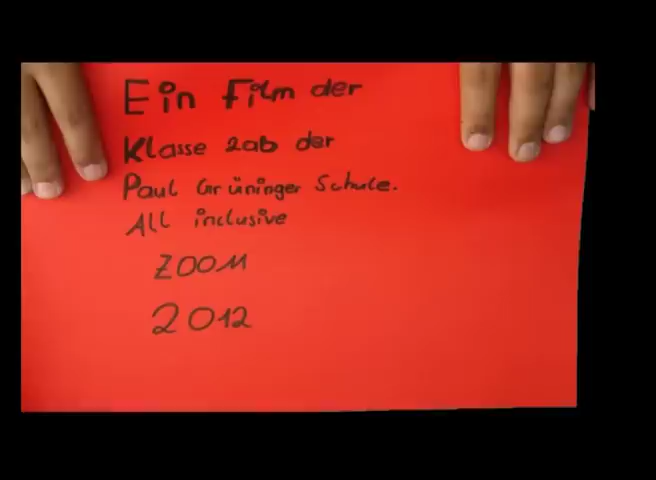 Ein Film der
Klasse 2ab der
Paul Grüninger Schule.
All inclusive
ZOOM
2012